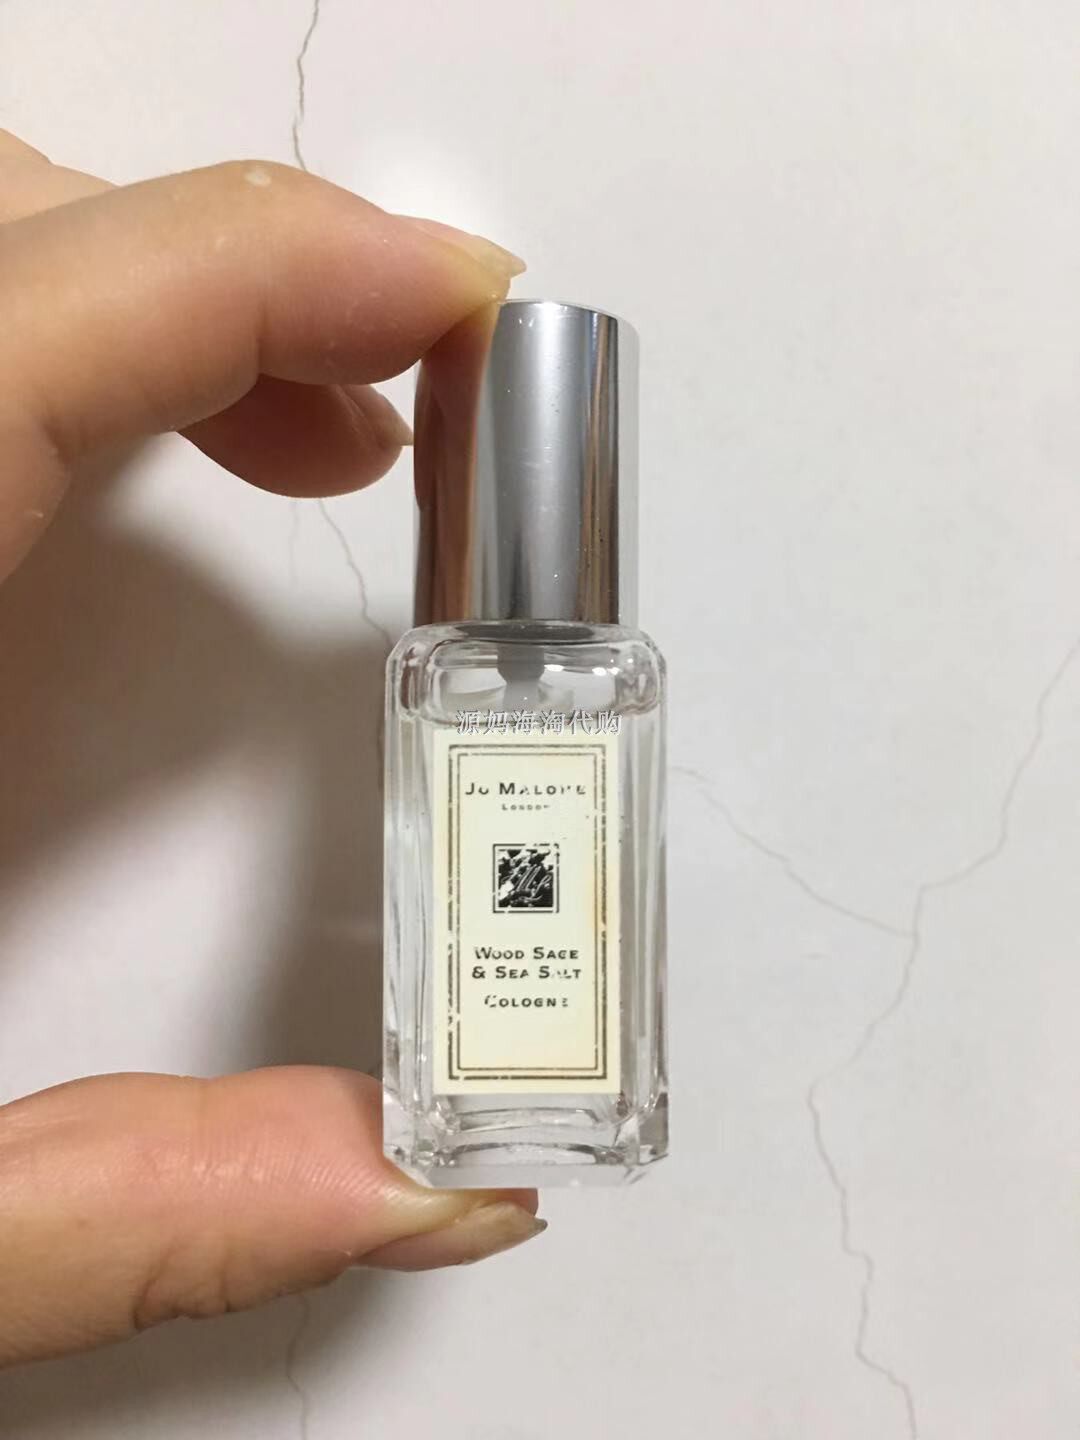 源妈海淘代购
JO MALONE
LONDON
WOOD SAGE
& SEA SALT
COLOGNE